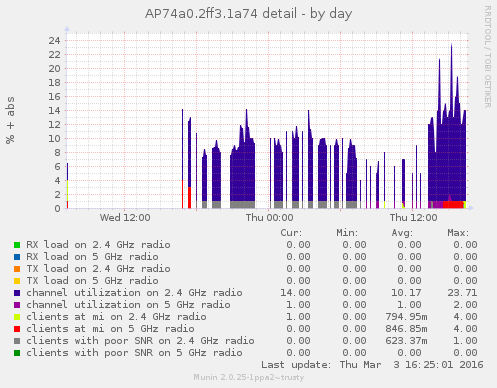 AP74a0.2ff3.1a74 detail - by day
RRDTOOL / TOBI OETIKER
% + abs
24
22
20
18
16
14
12
10
8
6
4
2
0
Wed 12:00 Thu 00:00 Thu 12:00
Cur: Min: Avg: Max:
RX load on 2.4 GHz radio 0.00 0.00 0.00 0.00
RX load on 5 GHz radio 0.00 0.00 0.00 0.00
TX load on 2.4 GHz radio 0.00 0.00 0.00 0.00
TX load on 5 GHz radio 0.00 0.00 0.00 0.00
channel utilization on 2.4 GHz radio 14.00 0.00 10.17 23.71
channel utilization on 5 GHz radio 1.00 0.00 1.00 2.00
clients at mi on 2.4 GHz radio 1.00 0.00 794.95m 4.00
clients at mi on 5 GHz radio 0.00 0.00 846.85m 4.00
clients with poor SNR on 2.4 GHz radio 0.00 0.00 623.37m 1.00
clients with poor SNR on 5 GHz radio 0.00 0.00 0.00 0.00
Last update: Thu Mar 3 16:25:01 2016
Munin 2.0.25-1ppa2~trusty